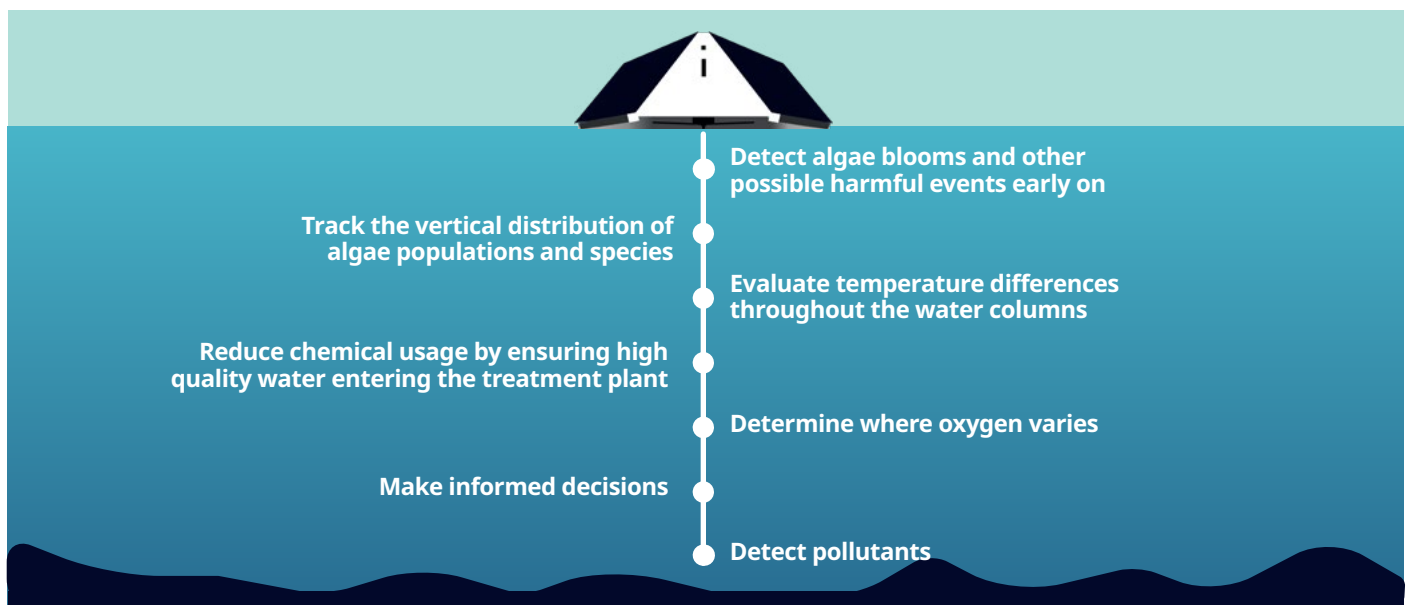 i
Detect algae blooms and other
possible harmful events early on
Track the vertical distribution of
algae populations and species
Evaluate temperature differences
throughout the water columns
Reduce chemical usage by ensuring high
quality water entering the treatment plant
Determine where oxygen varies
Make informed decisions
Detect pollutants